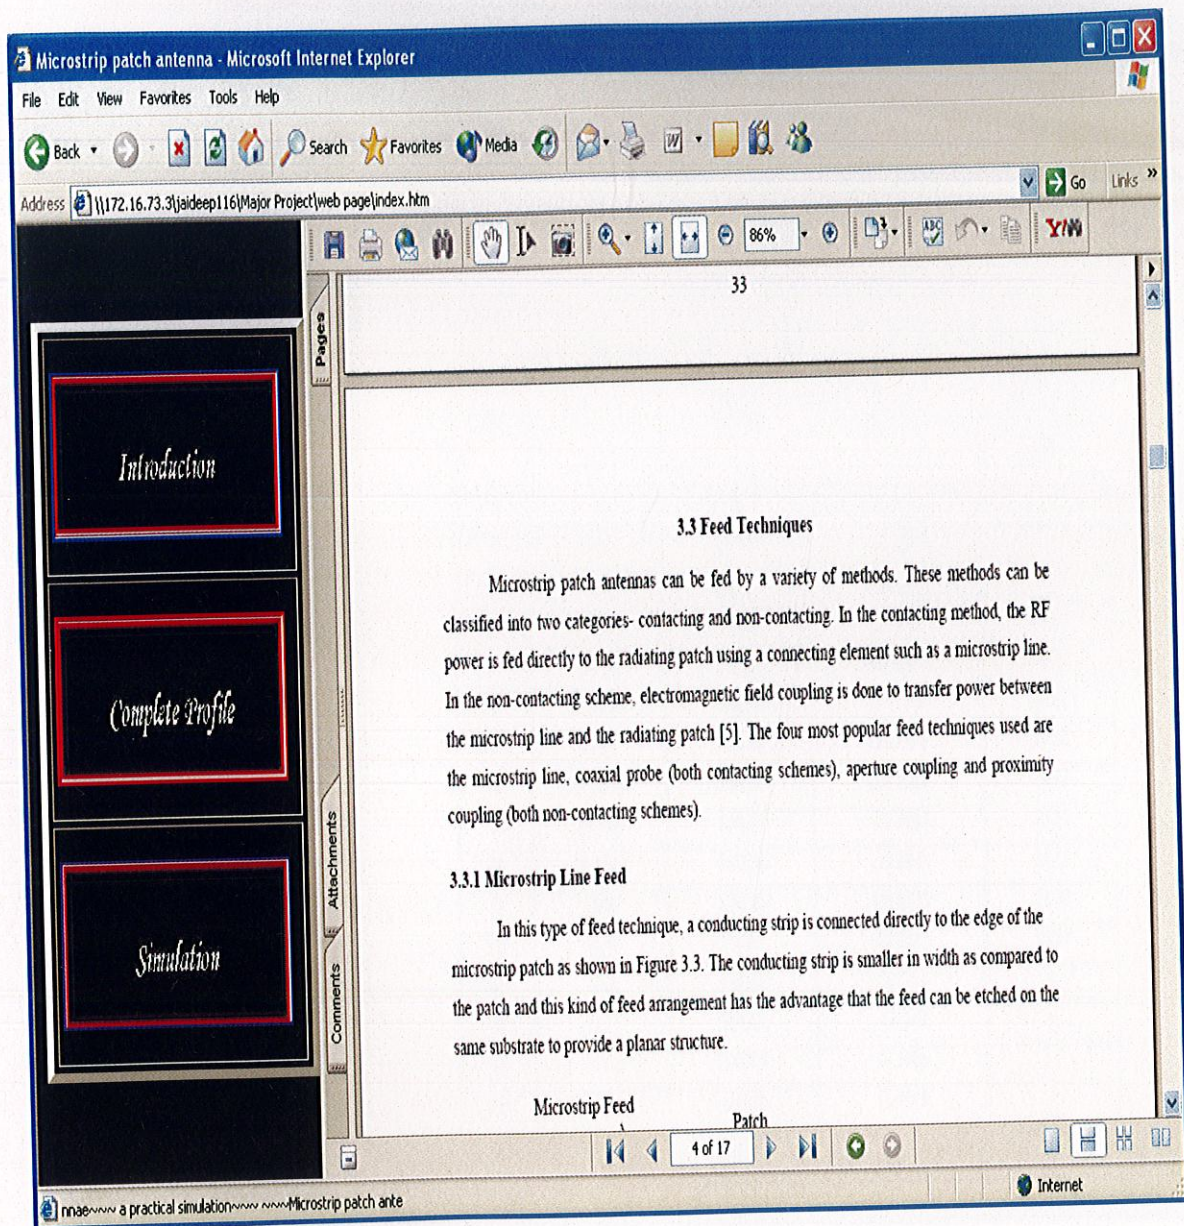 Microstrip patch antenna - Microsoft Internet Explorer
File Edit View Favorites Tools Help
Back Search Favorites Media
Address \\172.16.73.3\jaideep116\Major Project\web page\index.htm Go Links »
86% Y!
Pages
33
Introduction
Complete Profile
Simulation
Attachments
Comments
3.3 Feed Techniques
Microstrip patch antennas can be fed by a variety of methods. These methods can be
classified into two categories- contacting and non-contacting. In the contacting method, the RF
power is fed directly to the radiating patch using a connecting element such as a microstrip line.
In the non-contacting scheme, electromagnetic field coupling is done to transfer power between
the microstrip line and the radiating patch [5]. The four most popular feed techniques used are
the microstrip line, coaxial probe (both contacting schemes), aperture coupling and proximity
coupling (both non-contacting schemes).
3.3.1 Microstrip Line Feed
In this type of feed technique, a conducting strip is connected directly to the edge of the
microstrip patch as shown in Figure 3.3. The conducting strip is smaller in width as compared to
the patch and this kind of feed arrangement has the advantage that the feed can be etched on the
same substrate to provide a planar structure.
Microstrip Feed
Patch
4 of 17
nnae~~~ a practical simulation~~~ ~~~Microstrip patch ante
Internet